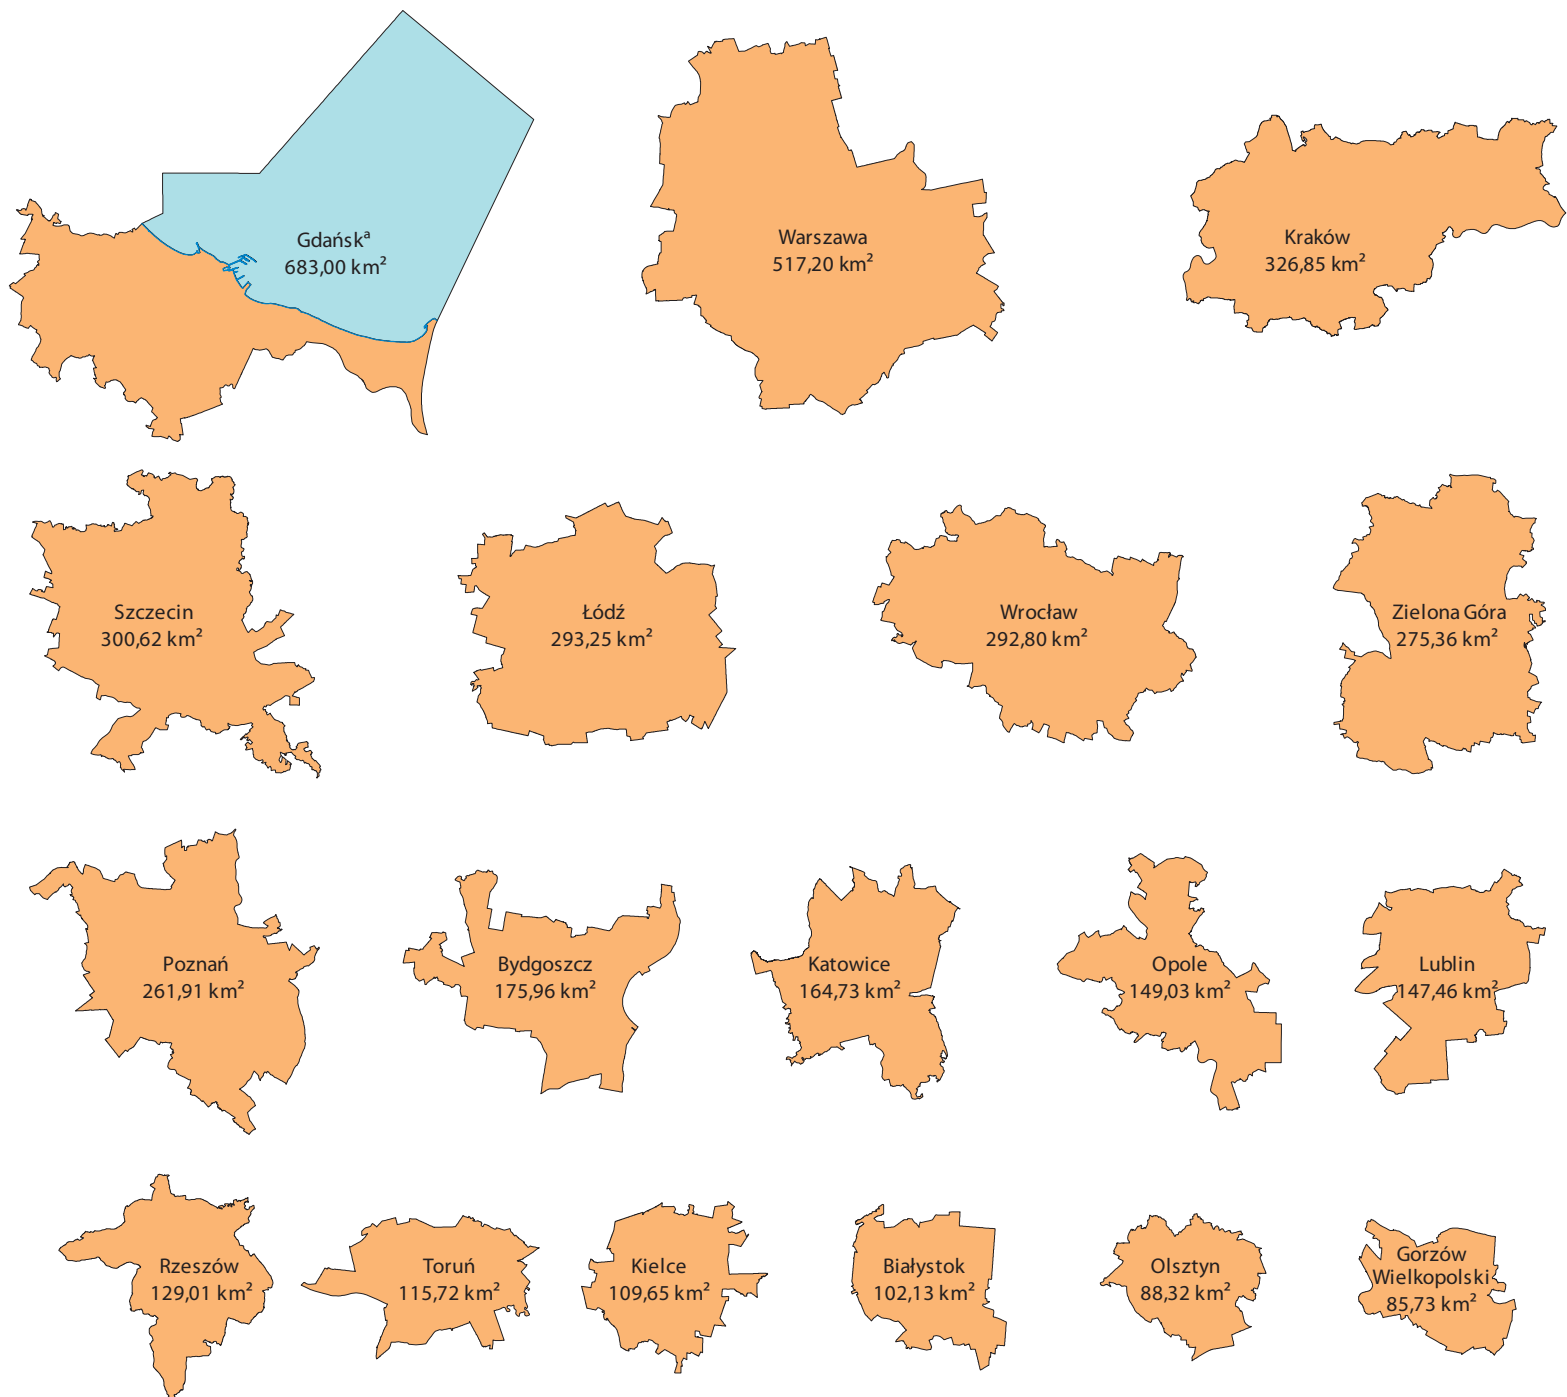 Gdańskᵃ
683,00 km²
Warszawa
517,20 km²
Kraków
326,85 km²
Szczecin
300,62 km²
Łódź
293,25 km²
Wrocław
292,80 km²
Zielona Góra
275,36 km²
Poznań
261,91 km²
Bydgoszcz
175,96 km²
Katowice
164,73 km²
Opole
149,03 km²
Lublin
147,46 km²
Rzeszów
129,01 km²
Toruń
115,72 km²
Kielce
109,65 km²
Białystok
102,13 km²
Olsztyn
88,32 km²
Gorzów
Wielkopolski
85,73 km²